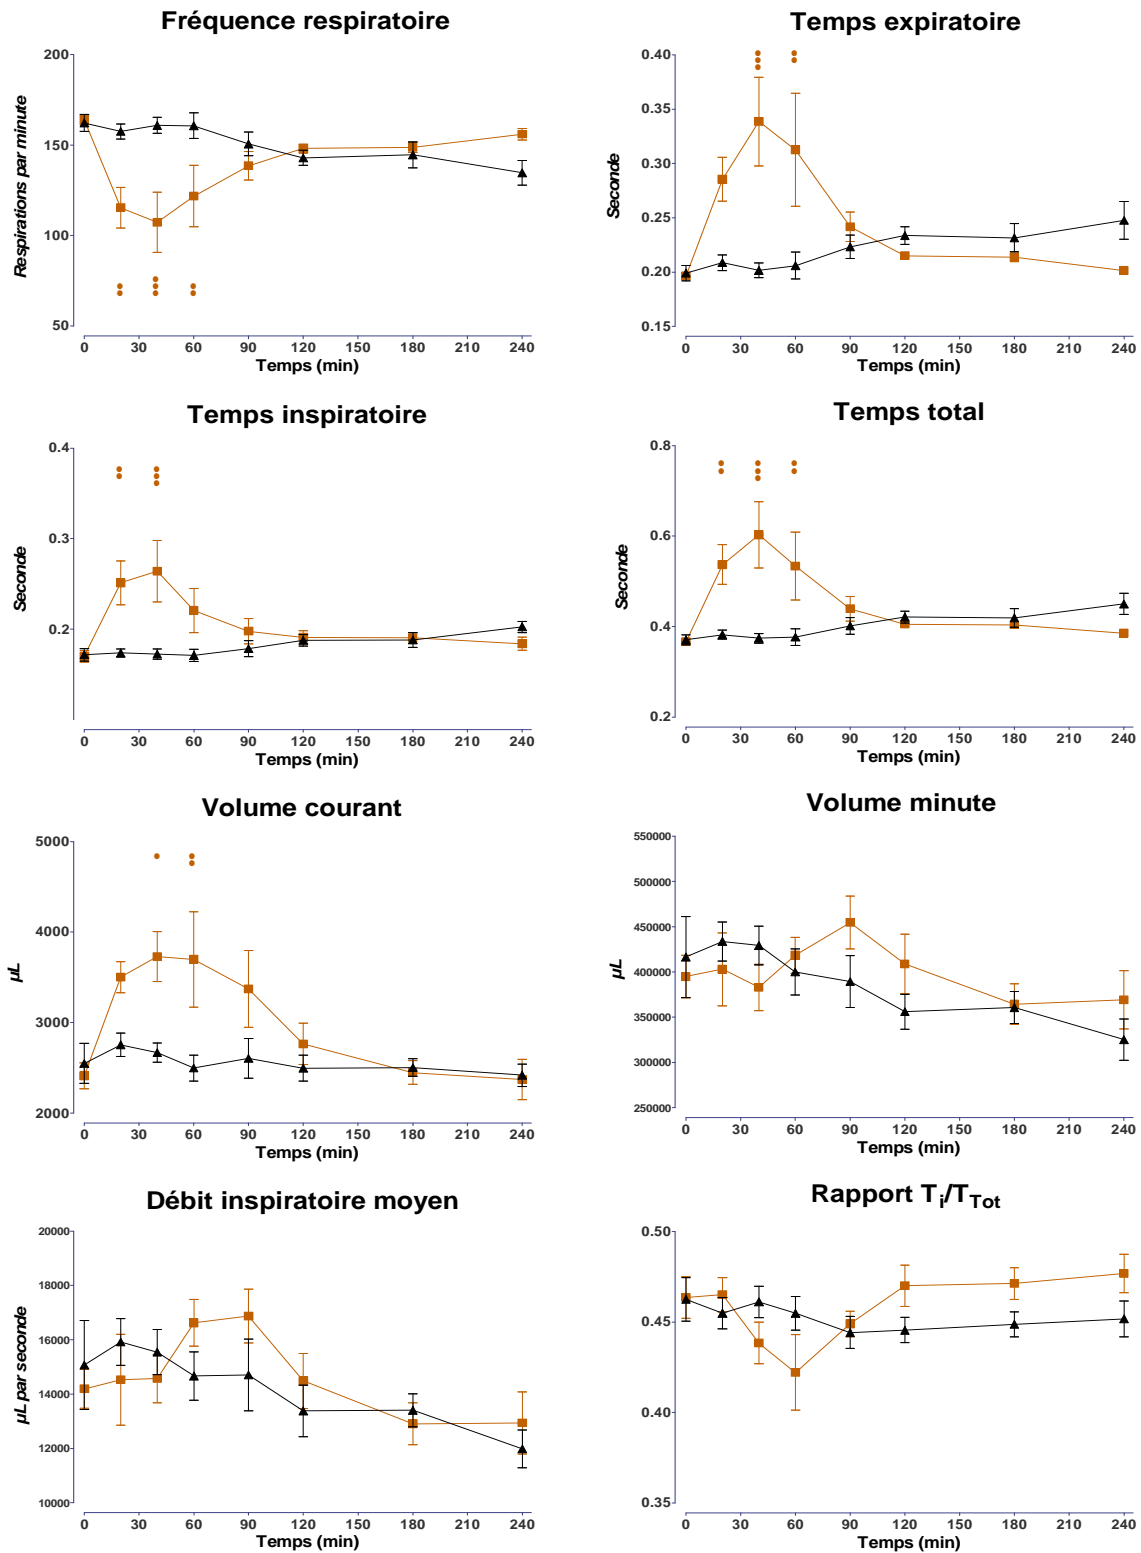 Fréquence respiratoire
Respirations par minute
200
150
100
50
0 30 60 90 120 150 180 210 240
Temps (min)
Temps expiratoire
Seconde
0.40
0.35
0.30
0.25
0.20
0.15
0 30 60 90 120 150 180 210 240
Temps (min)
Temps inspiratoire
Seconde
0.4
0.3
0.2
0 30 60 90 120 150 180 210 240
Temps (min)
Temps total
Seconde
0.8
0.6
0.4
0.2
0 30 60 90 120 150 180 210 240
Temps (min)
Volume courant
µL
5000
4000
3000
2000
0 30 60 90 120 150 180 210 240
Temps (min)
Volume minute
µL
550000
500000
450000
400000
350000
300000
250000
0 30 60 90 120 150 180 210 240
Temps (min)
Débit inspiratoire moyen
µL par seconde
20000
18000
16000
14000
12000
10000
0 30 60 90 120 150 180 210 240
Temps (min)
Rapport Ti/TTot
0.50
0.45
0.40
0.35
0 30 60 90 120 150 180 210 240
Temps (min)